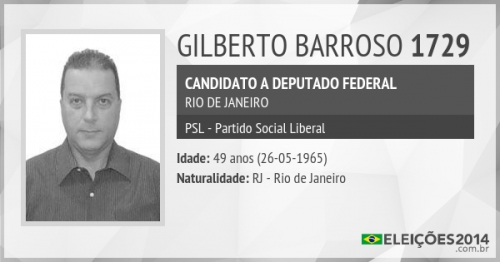 GILBERTO BARROSO 1729
CANDIDATO A DEPUTADO FEDERAL
RIO DE JANEIRO
PSL - Partido Social Liberal
Idade: 49 anos (26-05-1965)
Naturalidade: RJ - Rio de Janeiro
ELEIÇÕES2014
.com.br